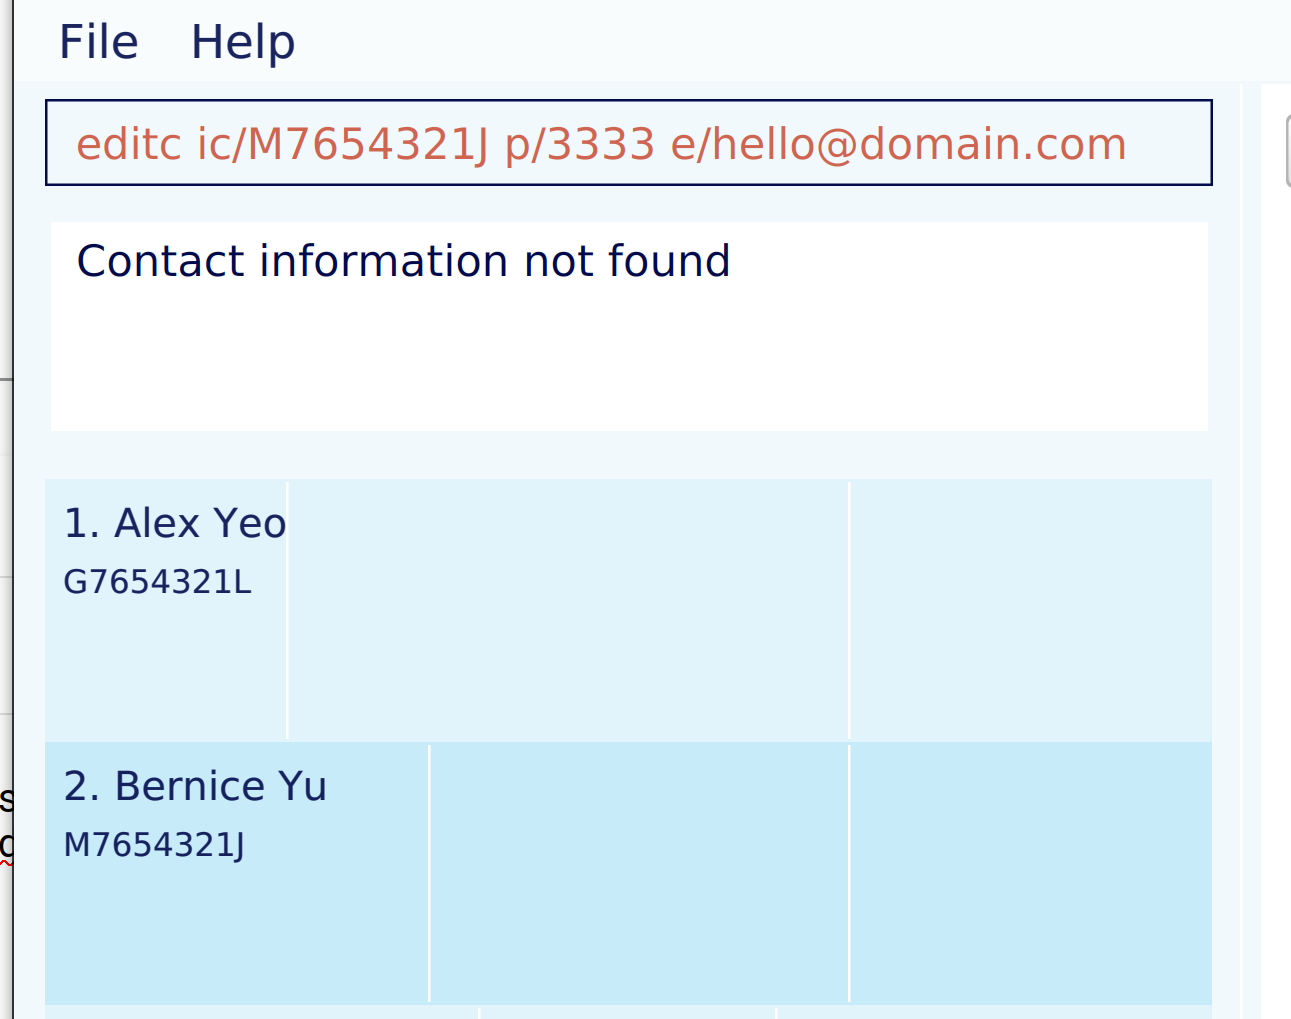 File Help
editc ic/M7654321J p/3333 e/hello@domain.com
Contact information not found
1. Alex Yeo
G7654321L
2. Bernice Yu
M7654321J